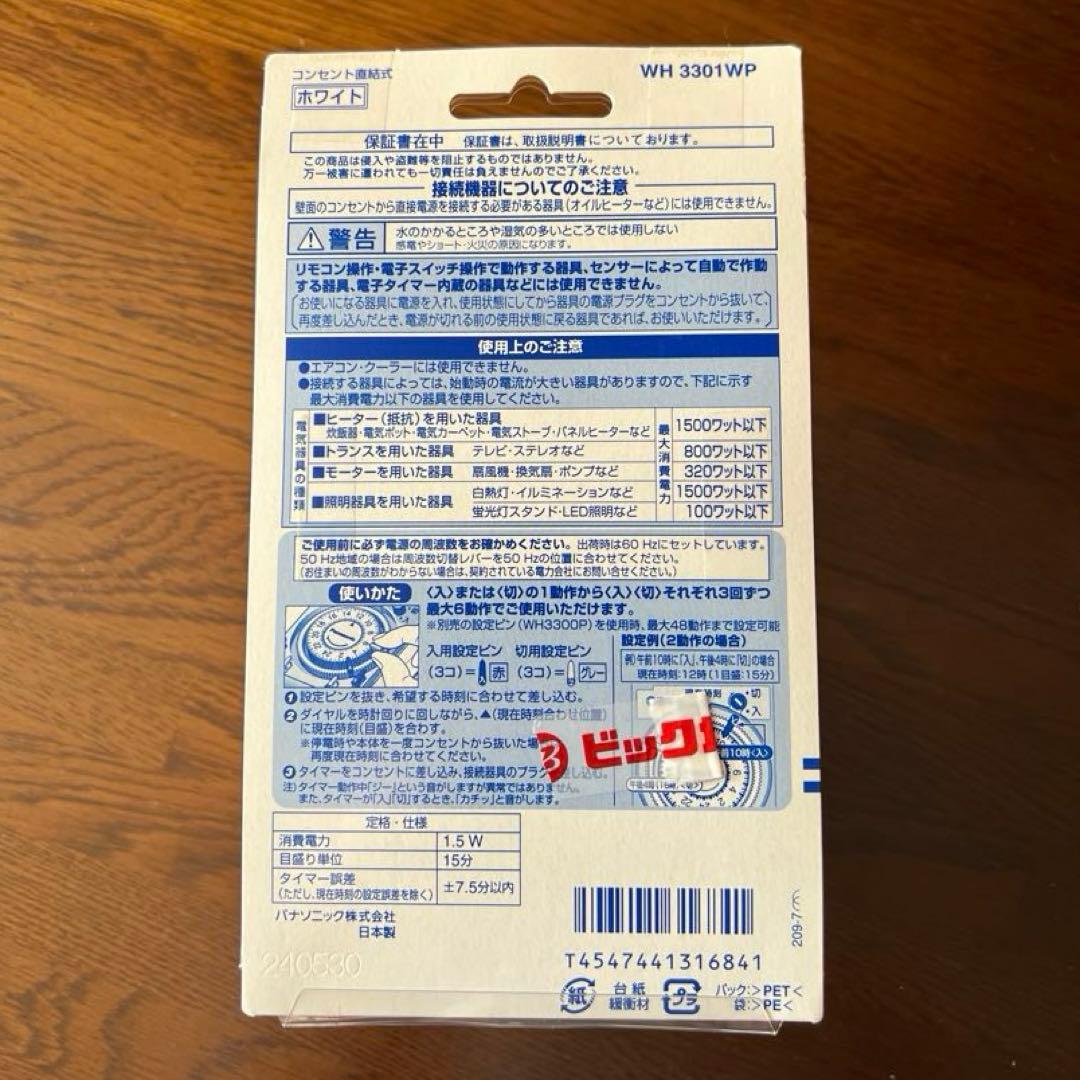 コンセント直結式
WH 3301WP
ホワイト
保証書在中 保証書は、取扱説明書についております。
この商品は侵入や盗難等を阻止するものではありません。
万一被害に遭われても一切責任は負えませんのでご了承ください。
接続機器についてのご注意
壁面のコンセントから直接電源を接続する必要がある器具(オイルヒーターなど)には使用できません。
警告
水のかかるところや湿気の多いところでは使用しない
感電やショート・火災の原因になります。
リモコン操作・電子スイッチ操作で動作する器具、センサーによって自動で作動
する器具、電子タイマー内蔵の器具などには使用できません。
(お使いになる器具に電源を入れ、使用状態にしてから器具の電源プラグをコンセントから抜いて、
再度差し込んだとき、電源が切れる前の使用状態に戻る器具であれば、お使いいただけます。)
使用上のご注意
●エアコン・クーラーには使用できません。
●接続する器具によっては、始動時の電流が大きい器具がありますので、下記に示す
最大消費電力以下の器具を使用してください。
電気器具の種類
■ヒーター(抵抗)を用いた器具
炊飯器・電気ポット・電気カーペット・電気ストーブ・パネルヒーターなど
最大消費電力
1500ワット以下
■トランスを用いた器具 テレビ・ステレオなど 800ワット以下
■モーターを用いた器具 扇風機・換気扇・ポンプなど 320ワット以下
■照明器具を用いた器具
白熱灯・イルミネーションなど 1500ワット以下
蛍光灯スタンド・LED照明など 100ワット以下
ご使用前に必ず電源の周波数をお確かめください。出荷時は60 Hzにセットしています。
50 Hz地域の場合は周波数切替レバーを50 Hzの位置に合わせてください。
(お住まいの周波数がわからない場合は、契約されている電力会社にお問い合せください。)
使いかた
〈入〉または〈切〉の1動作から〈入〉〈切〉それぞれ3回ずつ
最大6動作でご使用いただけます。
※別売の設定ピン(WH3300P)を使用時、最大48動作まで設定可能
入用設定ピン 切用設定ピン
(3コ)= 赤 (3コ)= グレー
設定例(2動作の場合)
例)午前10時に「入」、午後4時に「切」の場合
現在時刻:12時(1目盛:15分)
❶設定ピンを抜き、希望する時刻に合わせて差し込む。
❷ダイヤルを時計回りに回しながら、▲(現在時刻合わせ位置)
に現在時刻(目盛)を合わす。
※停電時や本体を一度コンセントから抜いた場
再度現在時刻に合わせてください。
❸タイマーをコンセントに差し込み、接続器具のプラグ 差し込む。
注)タイマー動作中「ジー」という音がしますが異常ではありません。
また、タイマーが「入」「切」するとき、「カチッ」と音がします。
現在時刻
切
入
前10時〈入〉
午後4時(16時)〈切〉
ビック
定格・仕様
消費電力 1.5 W
目盛り単位 15分
タイマー誤差
(ただし、現在時刻の設定誤差を除く) ±7.5分以内
パナソニック株式会社
日本製
240530
209-7
T4547441316841
紙
台紙
緩衝材
プラ
パック:>PET<
袋:>PE<